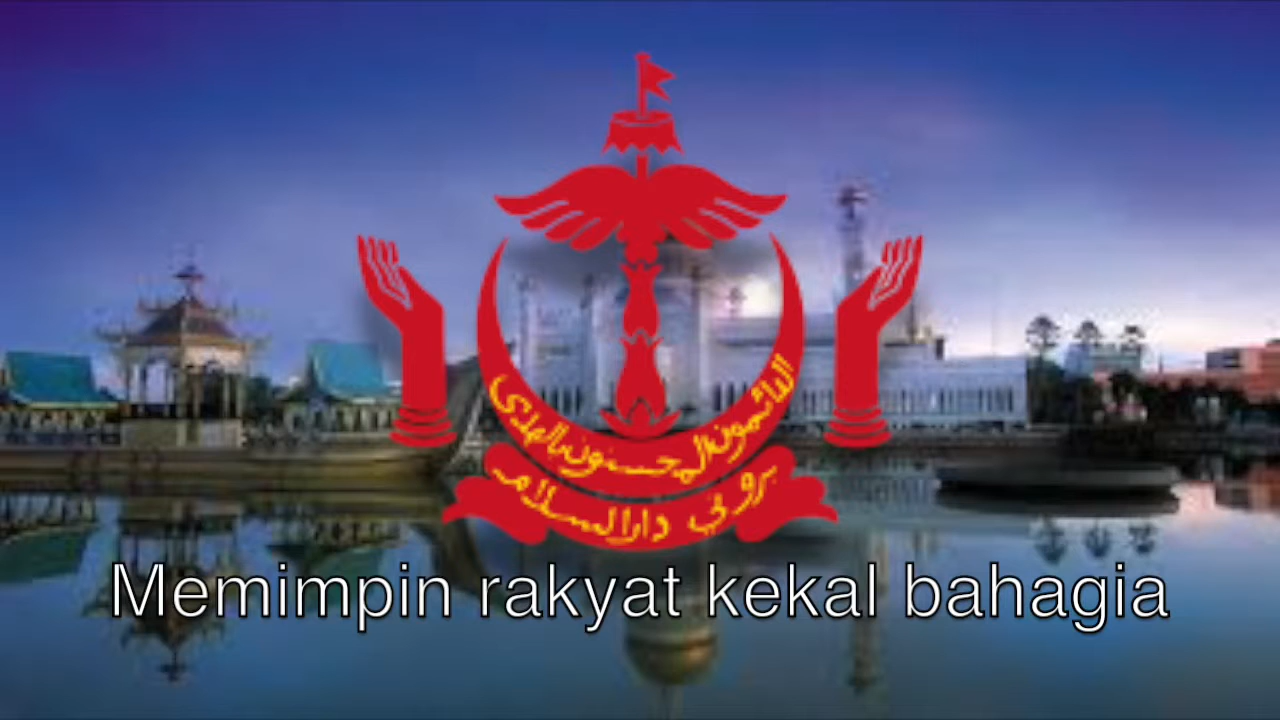 الدائمون المحسنون بالهدى
بروني دارالسلام
Memimpin rakyat kekal bahagia